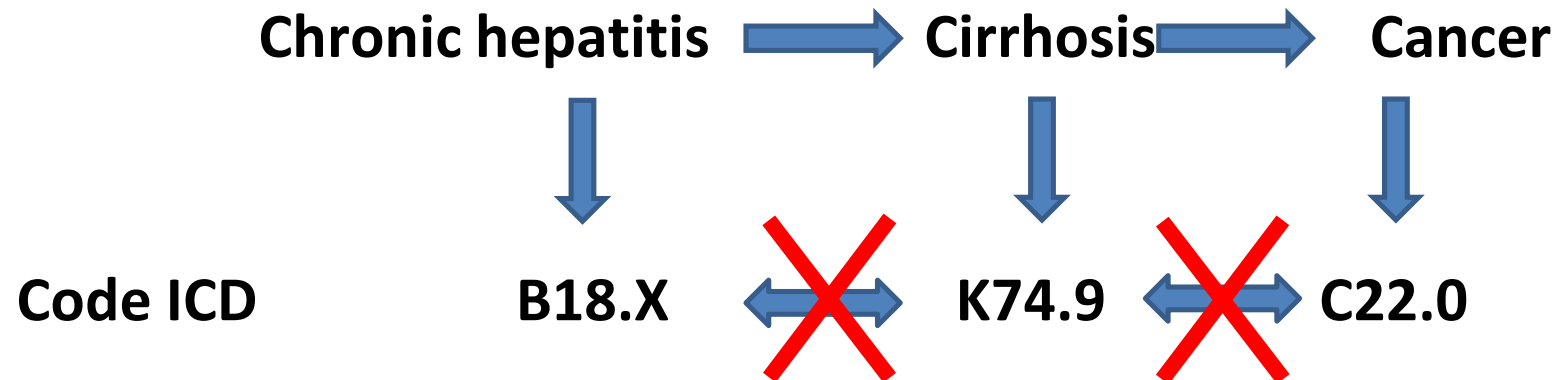 Chronic hepatitis Cirrhosis Cancer
Code ICD B18.X K74.9 C22.0